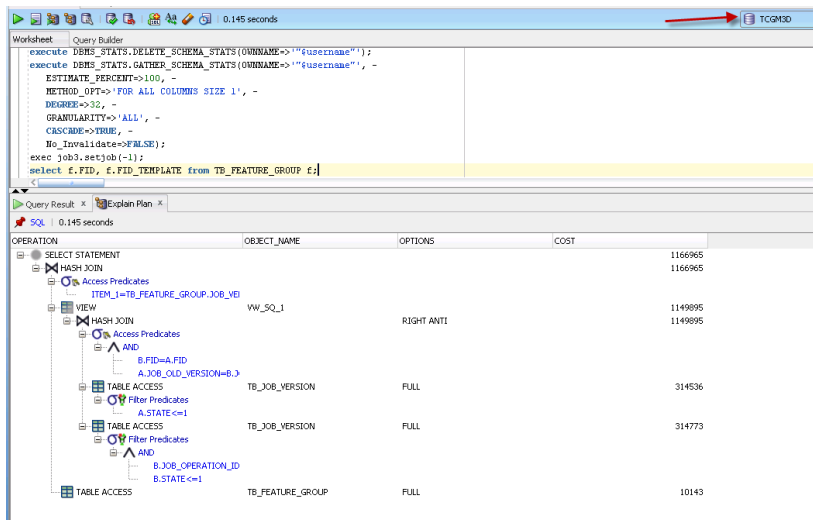 0.145 seconds
TCGM3D
Worksheet Query Builder
execute DBMS_STATS.DELETE_SCHEMA_STATS(OWNNAME=>'"&username"');
execute DBMS_STATS.GATHER_SCHEMA_STATS(OWNNAME=>'"&username"', -
ESTIMATE_PERCENT=>100, -
METHOD_OPT=>'FOR ALL COLUMNS SIZE 1', -
DEGREE=>32, -
GRANULARITY=>'ALL', -
CASCADE=>TRUE, -
No_Invalidate=>FALSE);
exec job3.setjob(-1);
select f.FID, f.FID_TEMPLATE from TB_FEATURE_GROUP f;
Query Result x Explain Plan x
SQL | 0.145 seconds
OPERATION OBJECT_NAME OPTIONS COST
SELECT STATEMENT 1166965
HASH JOIN 1166965
Access Predicates
ITEM_1=TB_FEATURE_GROUP.JOB_VE
VIEW VW_SQ_1 1149895
HASH JOIN RIGHT ANTI 1149895
Access Predicates
AND
B.FID=A.FID
A.JOB_OLD_VERSION=B.J
TABLE ACCESS TB_JOB_VERSION FULL 314536
Filter Predicates
A.STATE<=1
TABLE ACCESS TB_JOB_VERSION FULL 314773
Filter Predicates
AND
B.JOB_OPERATION_ID
B.STATE<=1
TABLE ACCESS TB_FEATURE_GROUP FULL 10143